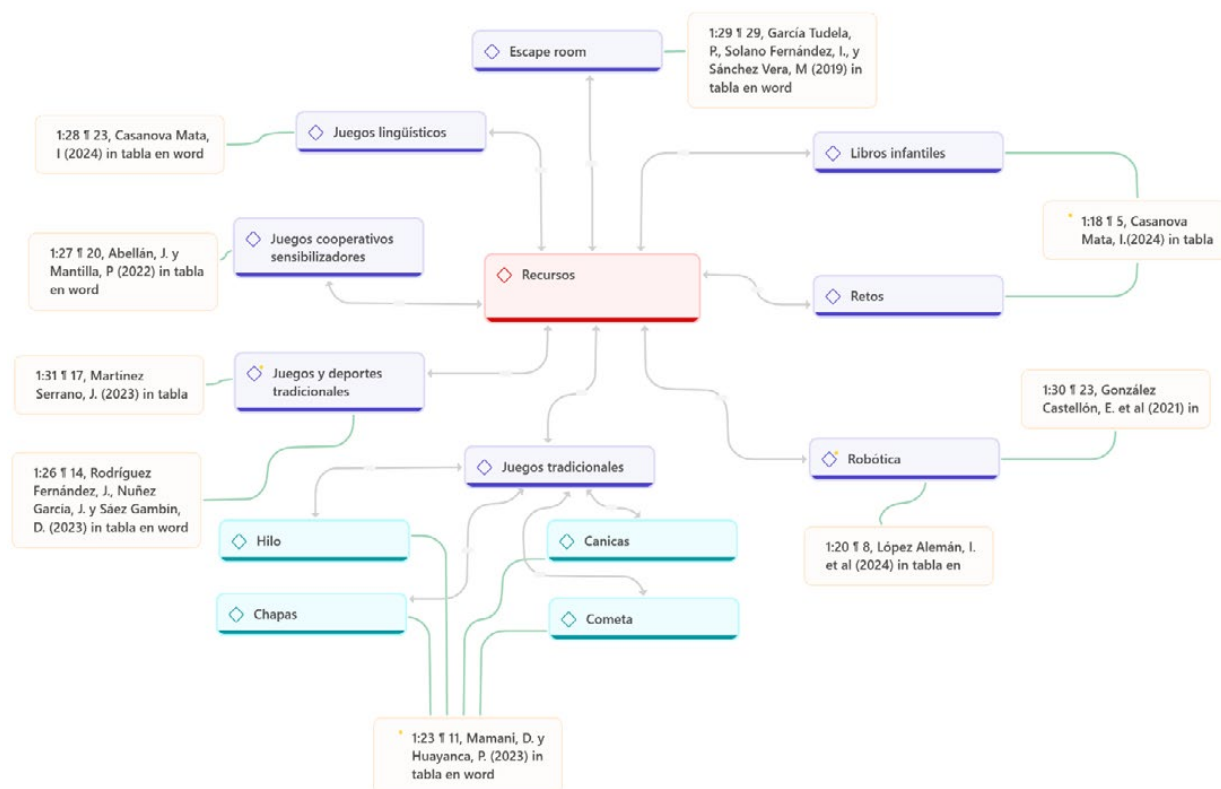 Escape room
1:29 ¶ 29, García Tudela,
P., Solano Fernández, I., y
Sánchez Vera, M (2019) in
tabla en word
1:28 ¶ 23, Casanova Mata,
I (2024) in tabla en word
Juegos lingüísticos
Libros infantiles
1:18 ¶ 5, Casanova
Mata, I.(2024) in tabla
1:27 ¶ 20, Abellán, J. y
Mantilla, P (2022) in tabla
en word
Juegos cooperativos
sensibilizadores
Recursos
Retos
1:31 ¶ 17, Martínez
Serrano, J. (2023) in tabla
Juegos y deportes
tradicionales
1:30 ¶ 23, González
Castellón, E. et al (2021) in
1:26 ¶ 14, Rodríguez
Fernández, J., Nuñez
García, J. y Sáez Gambín,
D. (2023) in tabla en word
Juegos tradicionales
Robótica
Hilo
Canicas
1:20 ¶ 8, López Alemán, I.
et al (2024) in tabla en
Chapas
Cometa
1:23 ¶ 11, Mamani, D. y
Huayanca, P. (2023) in
tabla en word